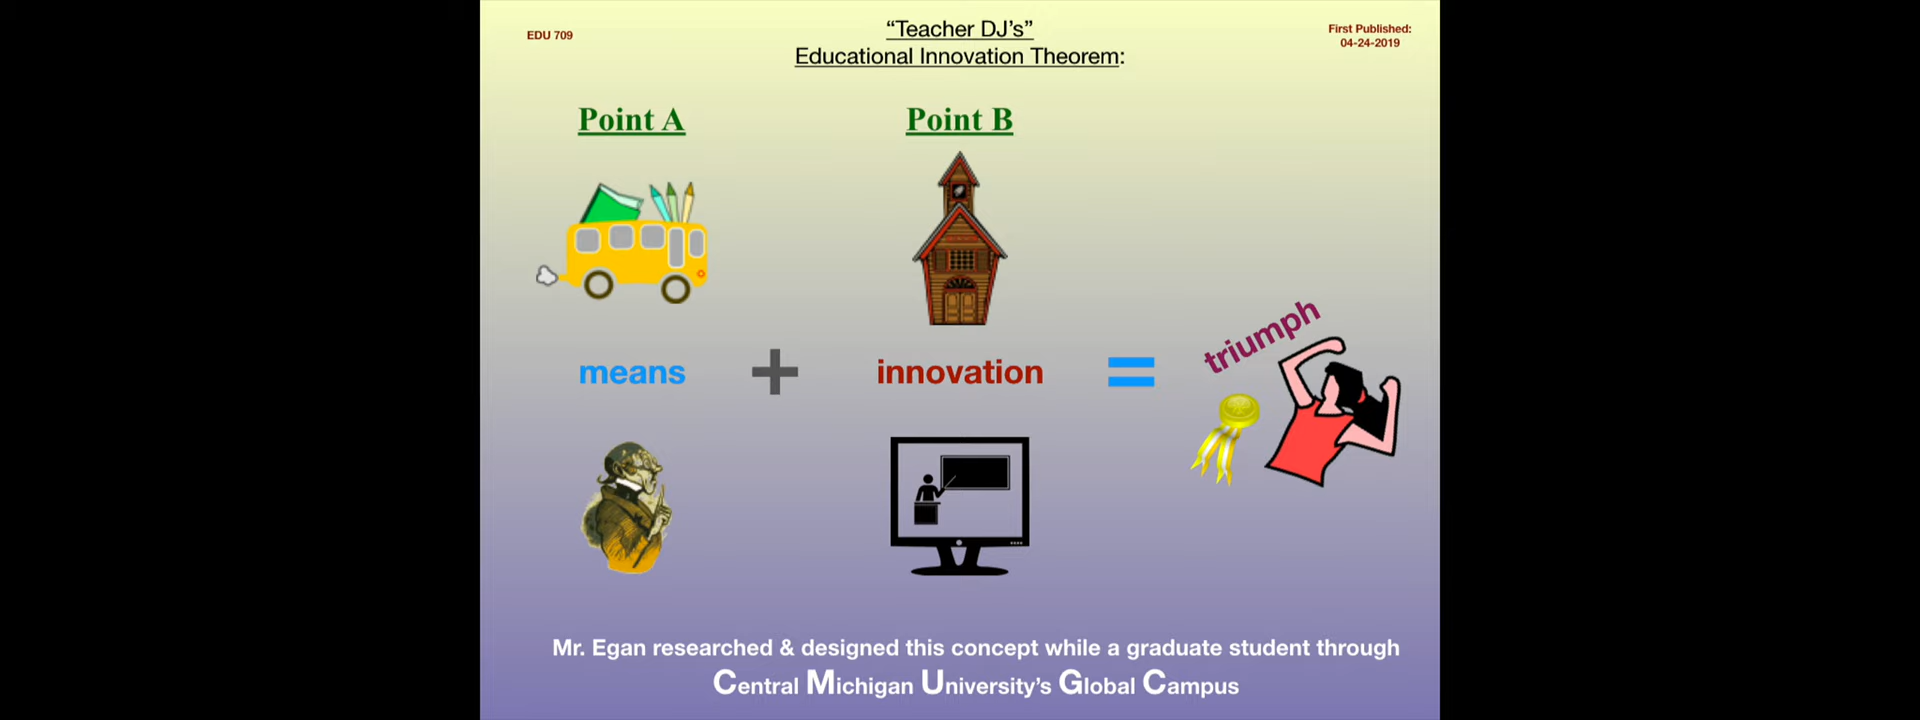 EDU 709
“Teacher DJ’s”
Educational Innovation Theorem:
First Published:
04-24-2019
Point A
Point B
means
+
innovation
=
triumph
Mr. Egan researched & designed this concept while a graduate student through
Central Michigan University’s Global Campus